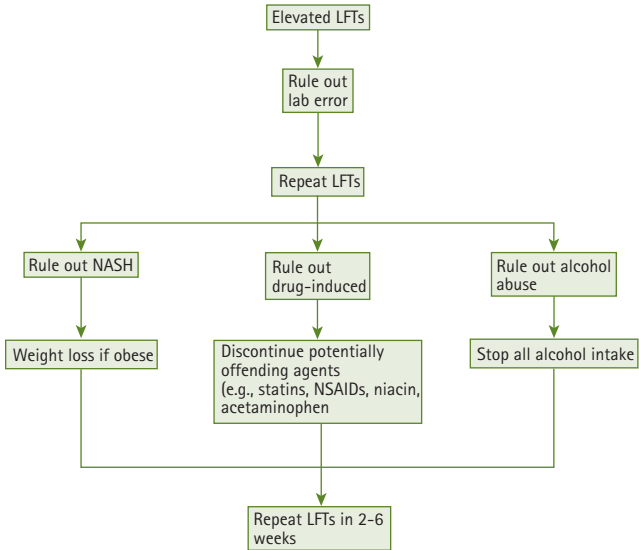 Elevated LFTs
Rule out
lab error
Repeat LFTs
Rule out NASH
Rule out
drug-induced
Rule out alcohol
abuse
Weight loss if obese
Discontinue potentially
offending agents
(e.g., statins, NSAIDs, niacin,
acetaminophen
Stop all alcohol intake
Repeat LFTs in 2-6
weeks